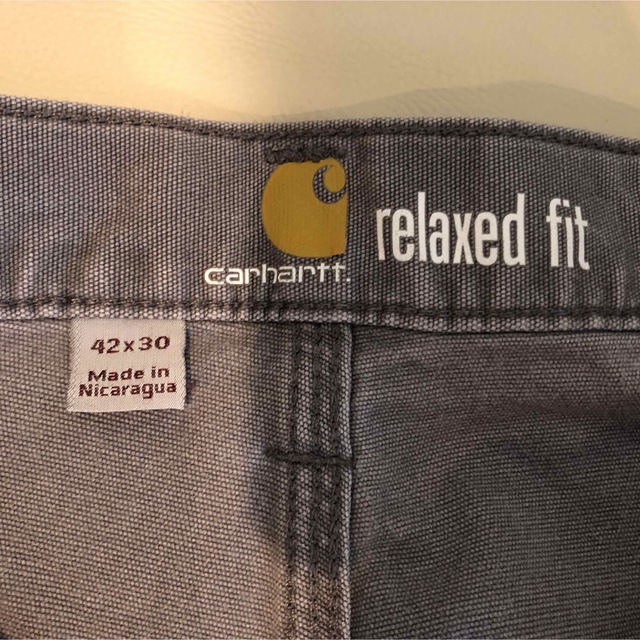 carhartt.
relaxed fit
42x30
Made in
Nicaragua